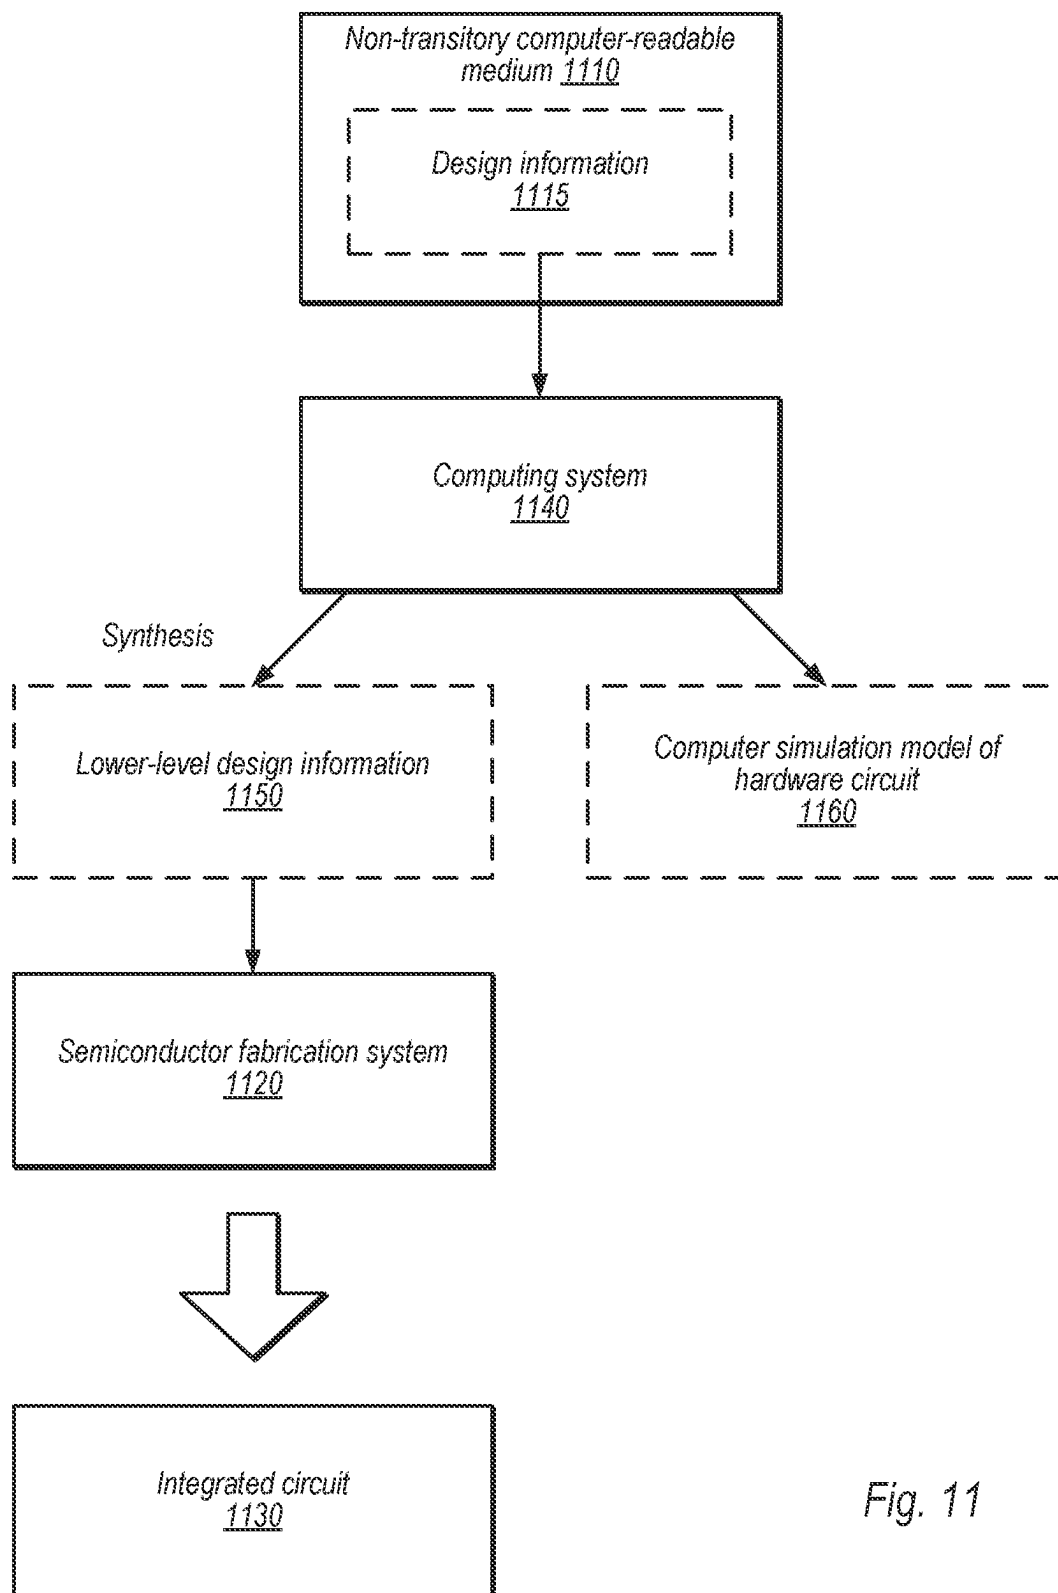 Non-transitory computer-readable
medium 1110
Design information
1115
Computing system
1140
Synthesis
Lower-level design information
1150
Computer simulation model of
hardware circuit
1160
Semiconductor fabrication system
1120
Integrated circuit
1130
Fig. 11